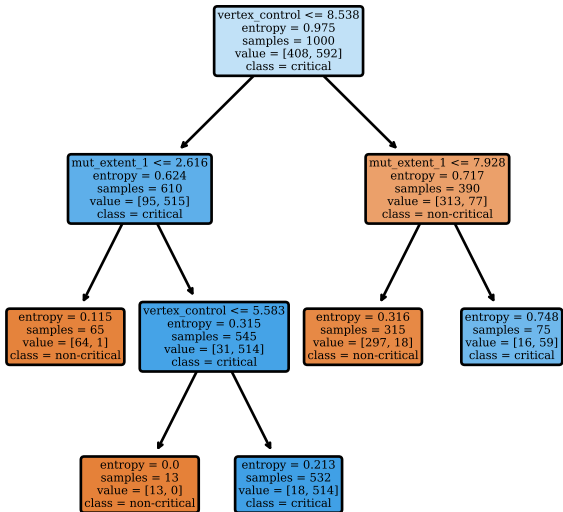 vertex_control <= 8.538
entropy = 0.975
samples = 1000
value = [408, 592]
class = critical
mut_extent_1 <= 2.616
entropy = 0.624
samples = 610
value = [95, 515]
class = critical
mut_extent_1 <= 7.928
entropy = 0.717
samples = 390
value = [313, 77]
class = non-critical
entropy = 0.115
samples = 65
value = [64, 1]
class = non-critical
vertex_control <= 5.583
entropy = 0.315
samples = 545
value = [31, 514]
class = critical
entropy = 0.316
samples = 315
value = [297, 18]
class = non-critical
entropy = 0.748
samples = 75
value = [16, 59]
class = critical
entropy = 0.0
samples = 13
value = [13, 0]
class = non-critical
entropy = 0.213
samples = 532
value = [18, 514]
class = critical